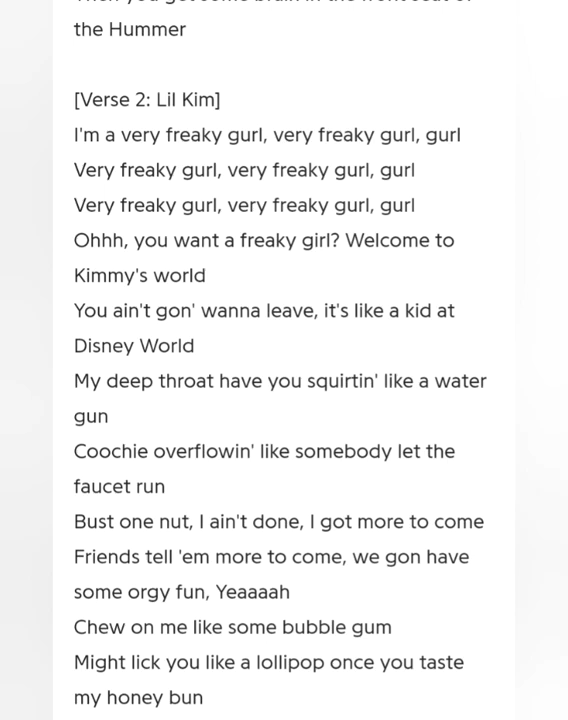 the Hummer
[Verse 2: Lil Kim]
I'm a very freaky gurl, very freaky gurl, gurl
Very freaky gurl, very freaky gurl, gurl
Very freaky gurl, very freaky gurl, gurl
Ohhh, you want a freaky girl? Welcome to
Kimmy's world
You ain't gon' wanna leave, it's like a kid at
Disney World
My deep throat have you squirtin' like a water
gun
Coochie overflowin' like somebody let the
faucet run
Bust one nut, I ain't done, I got more to come
Friends tell 'em more to come, we gon have
some orgy fun, Yeaaaah
Chew on me like some bubble gum
Might lick you like a lollipop once you taste
my honey bun